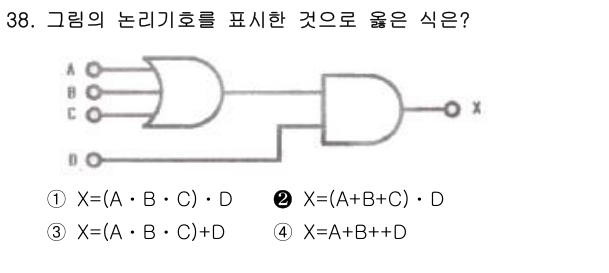 38. 그림의 논리기호를 표시한 것으로 옳은 식은?
A
B
C
X
D
① X=(A・B・C)・D ❷ X=(A+B+C)・D
③ X=(A・B・C)+D ④ X=A+B++D